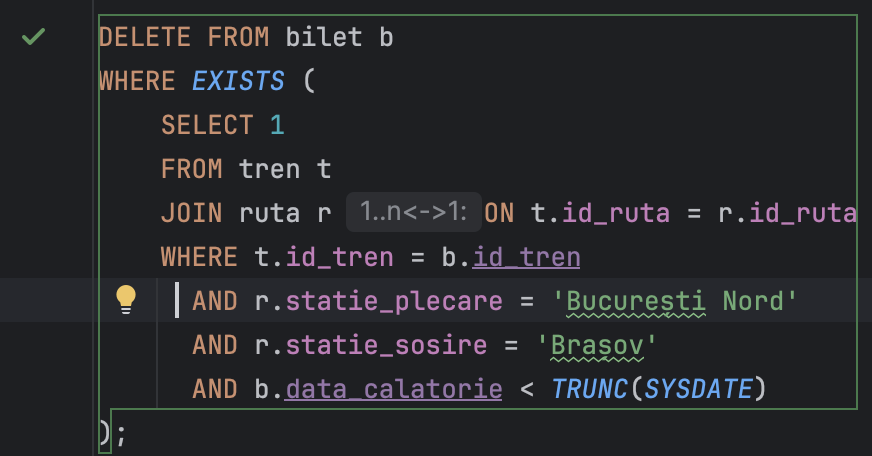 DELETE FROM bilet b
WHERE EXISTS (
SELECT 1
FROM tren t
JOIN ruta r 1..n<->1: ON t.id_ruta = r.id_ruta
WHERE t.id_tren = b.id_tren
AND r.statie_plecare = 'București Nord'
AND r.statie_sosire = 'Brasov'
AND b.data_calatorie < TRUNC(SYSDATE)
);